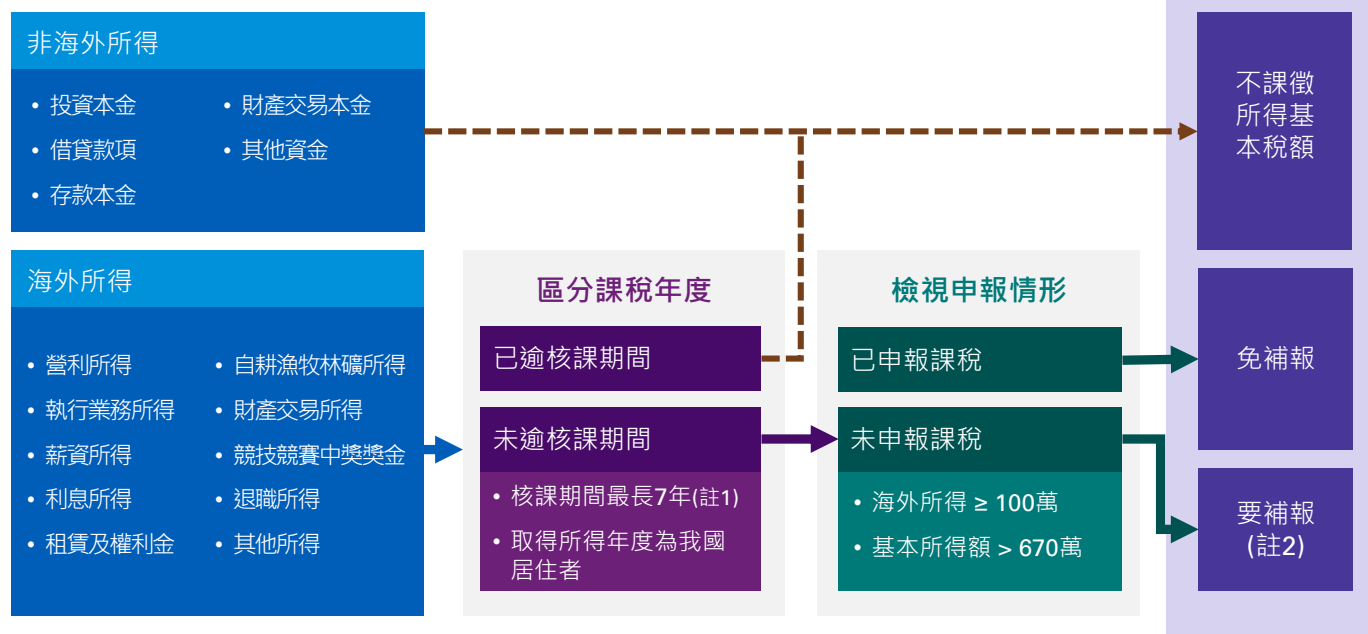 非海外所得
• 投資本金
• 借貸款項
• 存款本金
• 財產交易本金
• 其他資金
不課徵
所得基
本稅額
海外所得
• 營利所得
• 執行業務所得
• 薪資所得
• 利息所得
• 租賃及權利金
• 自耕漁牧林礦所得
• 財產交易所得
• 競技競賽中獎獎金
• 退職所得
• 其他所得
區分課稅年度
已逾核課期間
未逾核課期間
• 核課期間最長7年(註1)
• 取得所得年度為我國
居住者
檢視申報情形
已申報課稅
未申報課稅
• 海外所得 ≥ 100萬
• 基本所得額 > 670萬
免補報
要補報
(註2)